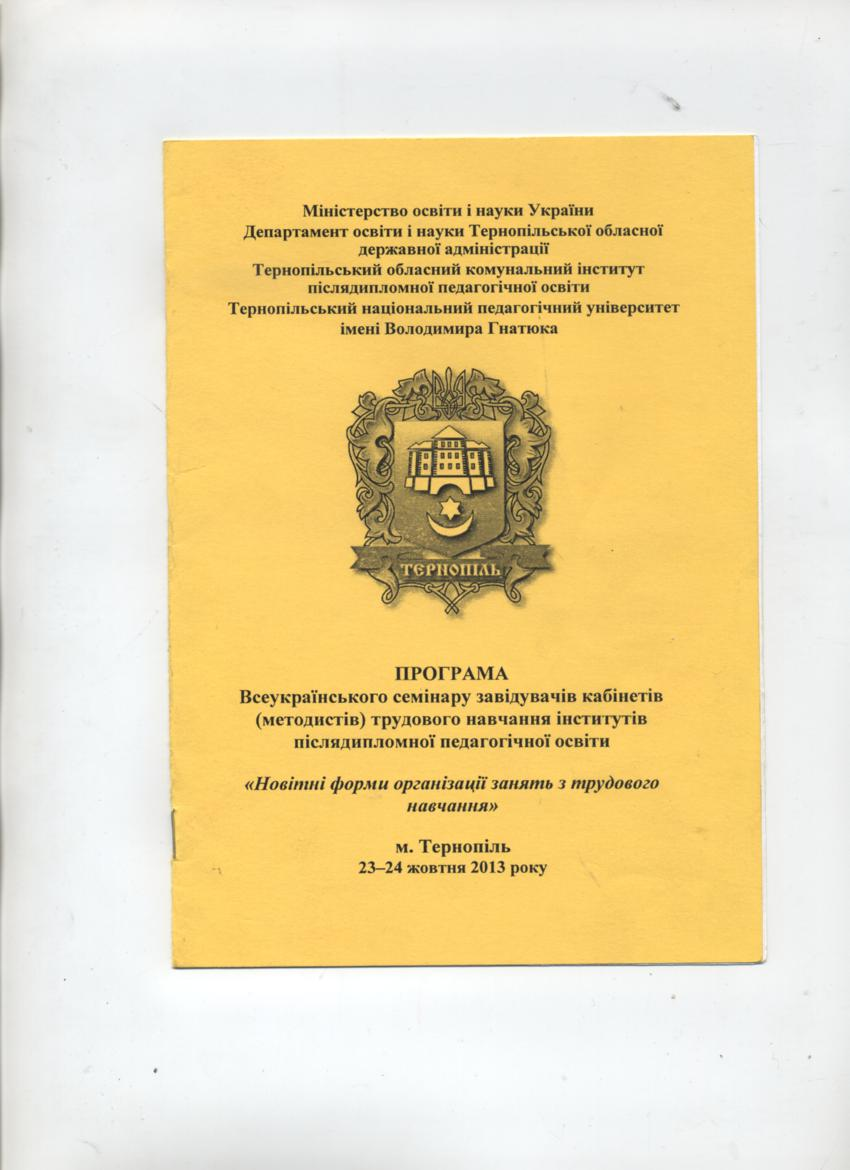 Міністерство освіти і науки України
Департамент освіти і науки Тернопільської обласної
державної адміністрації
Тернопільський обласний комунальний інститут
післядипломної педагогічної освіти
Тернопільський національний педагогічний університет
імені Володимира Гнатюка
ТЕРНОПІЛЬ
ПРОГРАМА
Всеукраїнського семінару завідувачів кабінетів
(методистів) трудового навчання інститутів
післядипломної педагогічної освіти
«Новітні форми організації занять з трудового
навчання»
м. Тернопіль
23–24 жовтня 2013 року